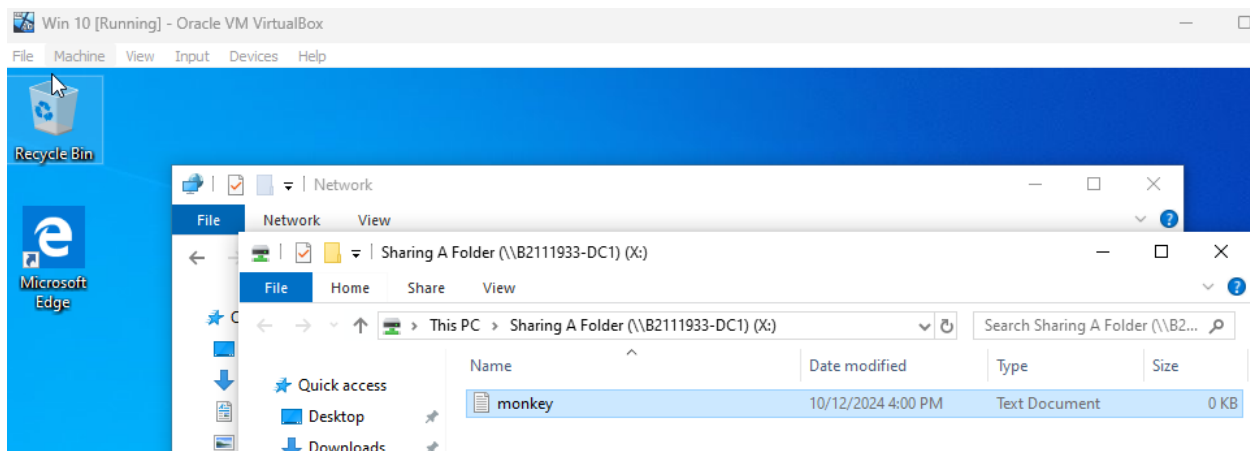 Win 10 [Running] - Oracle VM VirtualBox
File Machine View Input Devices Help
Recycle Bin
Network
File Network View
Microsoft
Edge
Sharing A Folder (\\B2111933-DC1) (X:)
File Home Share View
This PC > Sharing A Folder (\\B2111933-DC1) (X:)
Search Sharing A Folder (\\B2...
Name Date modified Type Size
Quick access
monkey 10/12/2024 4:00 PM Text Document 0 KB
Desktop
Downloads